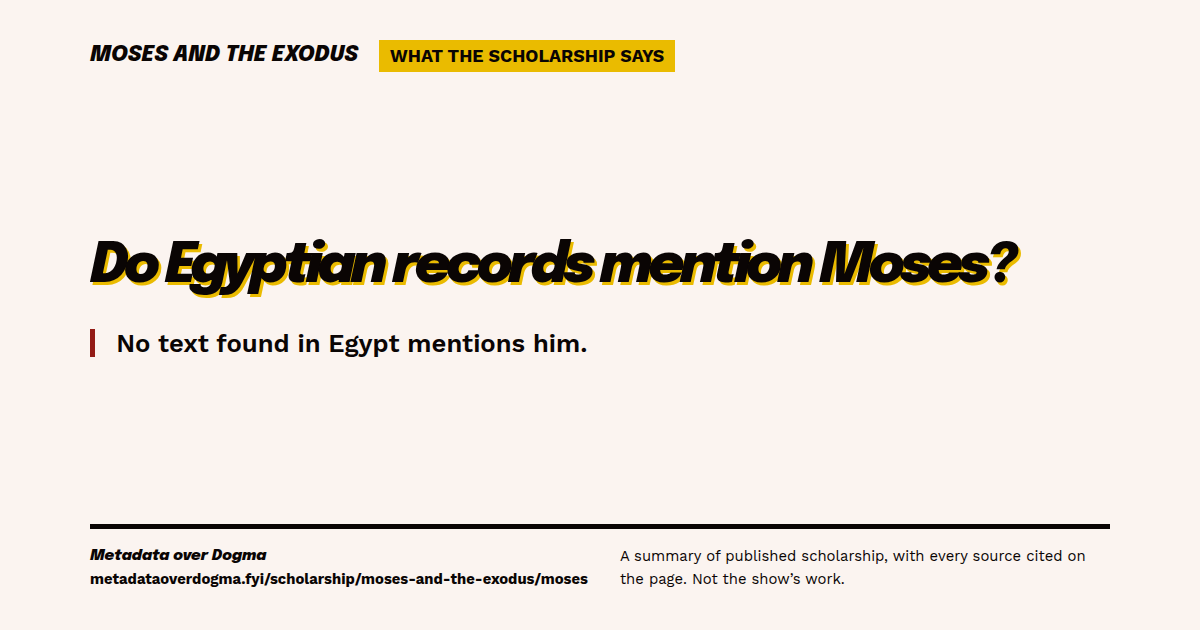 MOSES AND THE EXODUS
WHAT THE SCHOLARSHIP SAYS
Do Egyptian records mention Moses?
No text found in Egypt mentions him.
Metadata over Dogma
metadataoverdogma.fyi/scholarship/moses-and-the-exodus/moses
A summary of published scholarship, with every source cited on
the page. Not the show’s work.